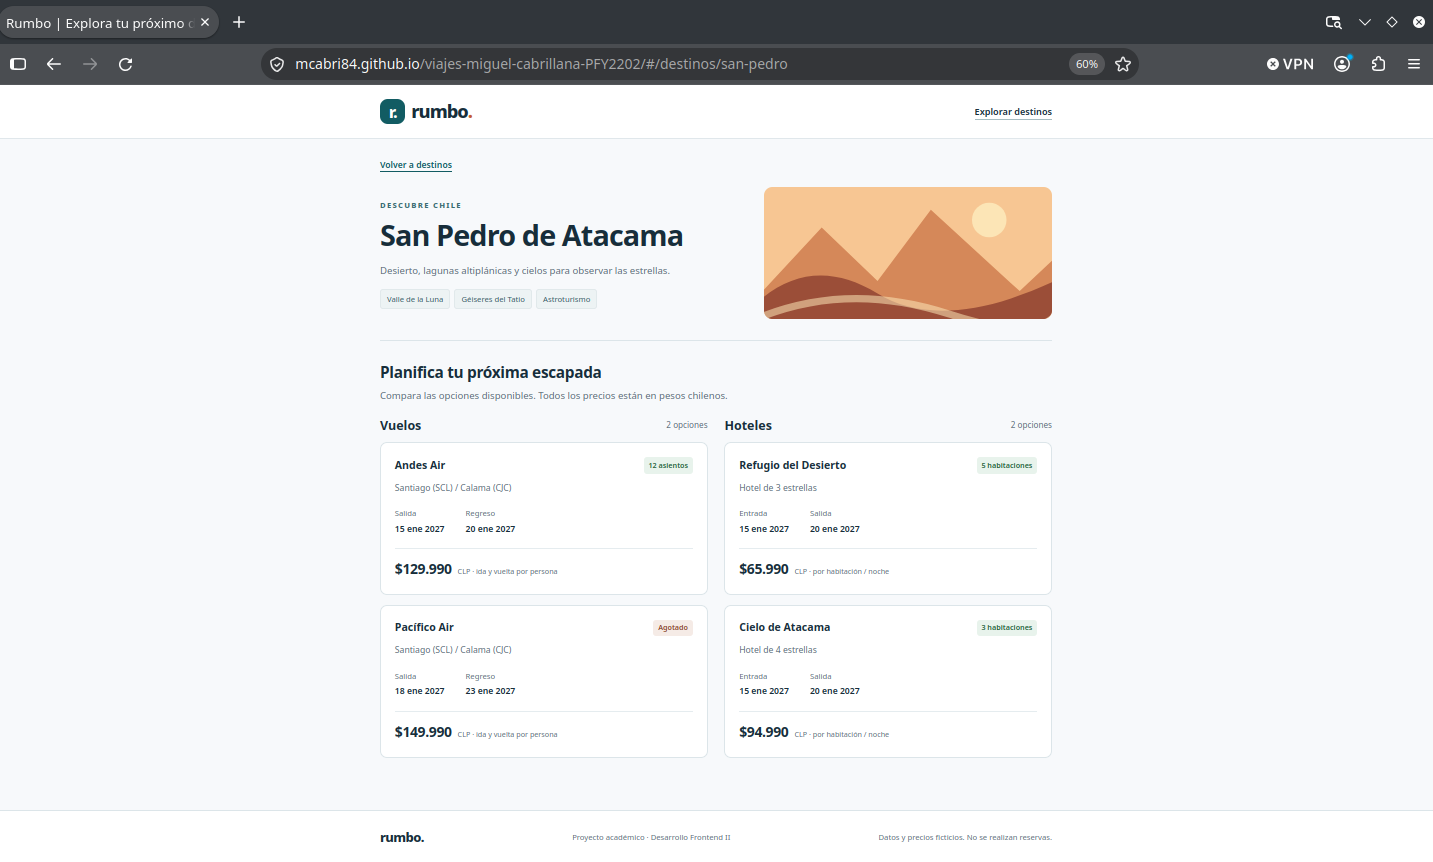 Rumbo | Explora tu próximo
mcabri84.github.io/viajes-miguel-cabrillana-PFY2202/#/destinos/san-pedro
60%
VPN
r. rumbo.
Explorar destinos
Volver a destinos
DESCUBRE CHILE
San Pedro de Atacama
Desierto, lagunas altiplánicas y cielos para observar las estrellas.
Valle de la Luna
Géiseres del Tatio
Astroturismo
Planifica tu próxima escapada
Compara las opciones disponibles. Todos los precios están en pesos chilenos.
Vuelos
2 opciones
Andes Air
12 asientos
Santiago (SCL) / Calama (CJC)
Salida Regreso
15 ene 2027 20 ene 2027
$129.990 CLP · ida y vuelta por persona
Pacífico Air
Agotado
Santiago (SCL) / Calama (CJC)
Salida Regreso
18 ene 2027 23 ene 2027
$149.990 CLP · ida y vuelta por persona
Hoteles
2 opciones
Refugio del Desierto
5 habitaciones
Hotel de 3 estrellas
Entrada Salida
15 ene 2027 20 ene 2027
$65.990 CLP · por habitación / noche
Cielo de Atacama
3 habitaciones
Hotel de 4 estrellas
Entrada Salida
15 ene 2027 20 ene 2027
$94.990 CLP · por habitación / noche
rumbo.
Proyecto académico · Desarrollo Frontend II
Datos y precios ficticios. No se realizan reservas.